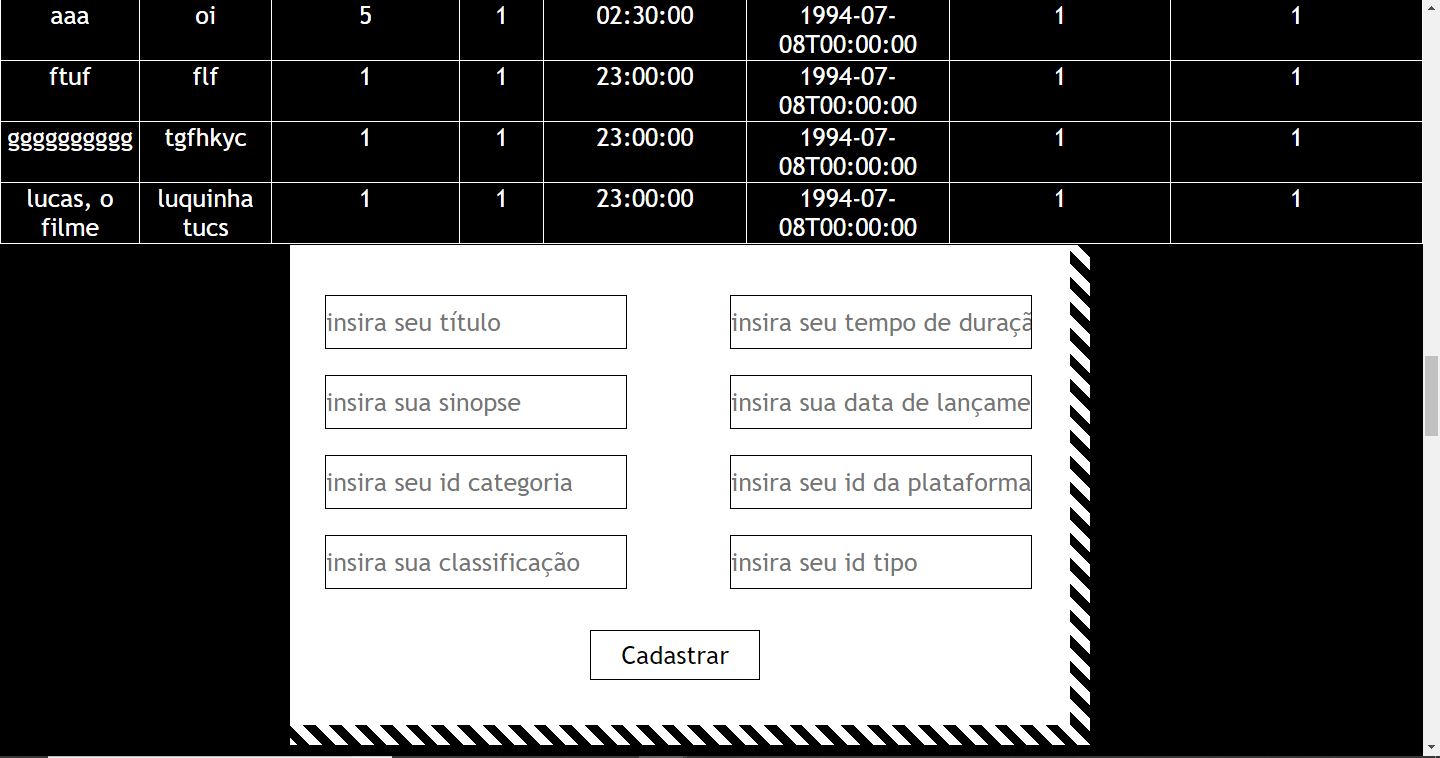 aaa oi 5 1 02:30:00 1994-07- 1 1
08T00:00:00
ftuf flf 1 1 23:00:00 1994-07- 1 1
08T00:00:00
gggggggggg tgfhkyc 1 1 23:00:00 1994-07- 1 1
08T00:00:00
lucas, o luquinha 1 1 23:00:00 1994-07- 1 1
filme tucs 08T00:00:00
insira seu título insira seu tempo de duraçã
insira sua sinopse insira sua data de lançame
insira seu id categoria insira seu id da plataforma
insira sua classificação insira seu id tipo
Cadastrar